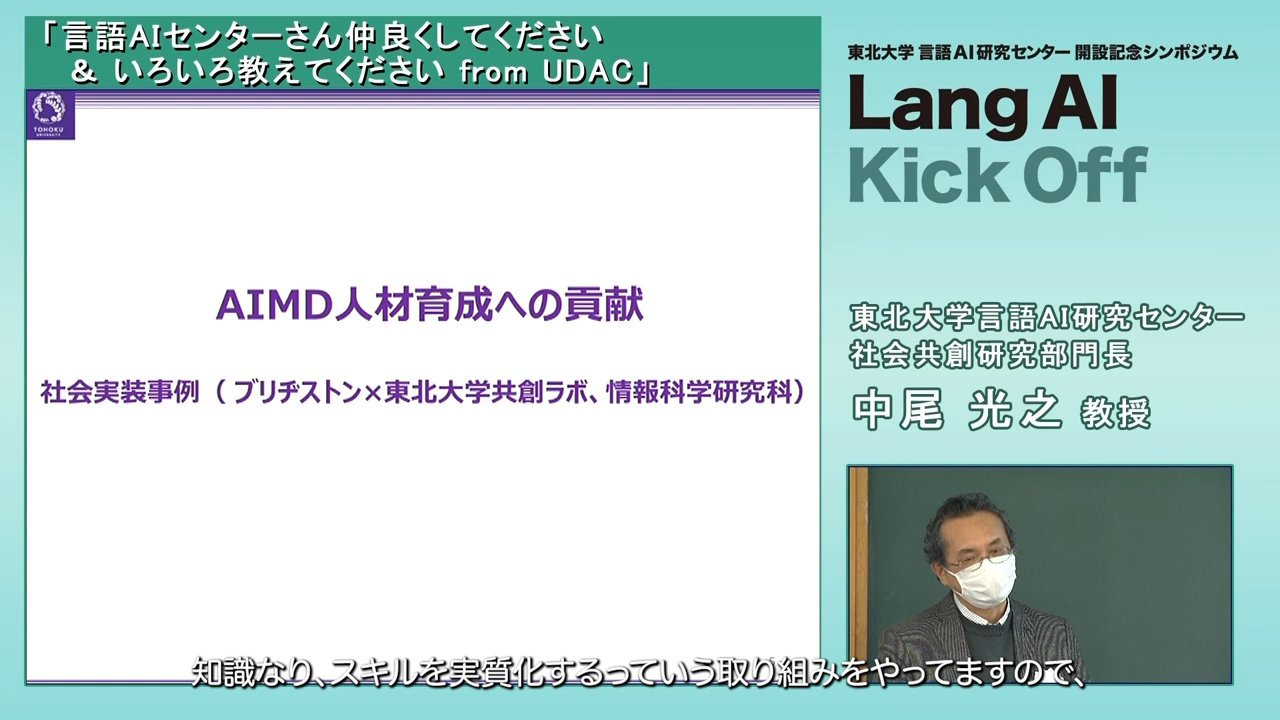 「言語AIセンターさん仲良くしてください
& いろいろ教えてください from UDAC」
TOHOKU
UNIVERSITY
AIMD人材育成への貢献
社会実装事例（ブリヂストン×東北大学共創ラボ、情報科学研究科）
東北大学 言語AI研究センター 開設記念シンポジウム
Lang AI
Kick Off
東北大学言語AI研究センター
社会共創研究部門長
中尾 光之 教授
知識なり、スキルを実質化するっていう取り組みをやってますので、